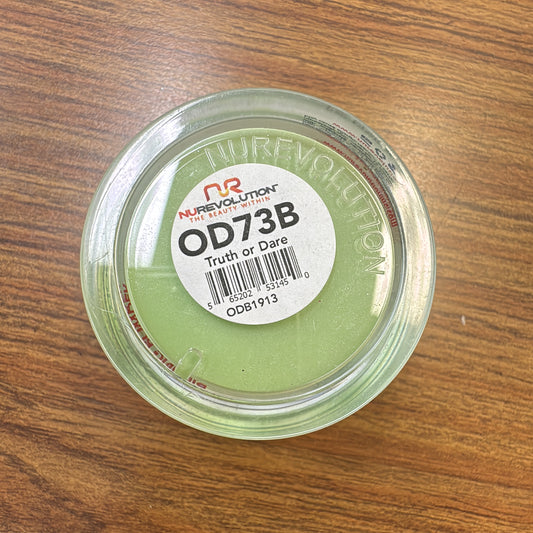 NUREVOLUTION
NR
NUREVOLUTION
THE BEAUTY WITHIN
OD73B
Truth or Dare
5 65202 53145 0
ODB1913